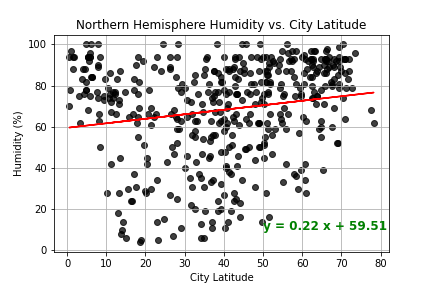 Northern Hemisphere Humidity vs. City Latitude
100
80
60
40
20
0
Humidity (%)
y = 0.22 x + 59.51
0 10 20 30 40 50 60 70 80
City Latitude